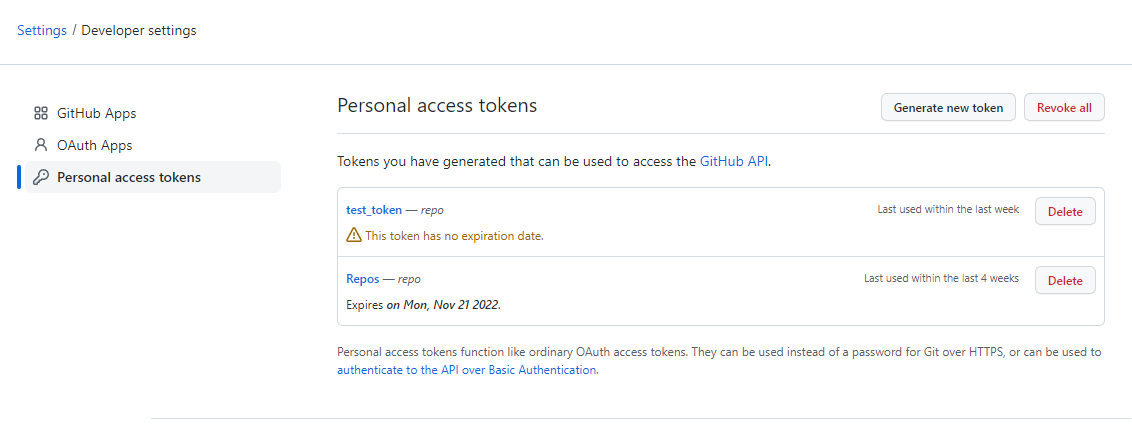 Settings / Developer settings
GitHub Apps
OAuth Apps
Personal access tokens
Personal access tokens
Generate new token
Revoke all
Tokens you have generated that can be used to access the GitHub API.
test_token — repo
Last used within the last week
Delete
This token has no expiration date.
Repos — repo
Last used within the last 4 weeks
Delete
Expires on Mon, Nov 21 2022.
Personal access tokens function like ordinary OAuth access tokens. They can be used instead of a password for Git over HTTPS, or can be used to
authenticate to the API over Basic Authentication.